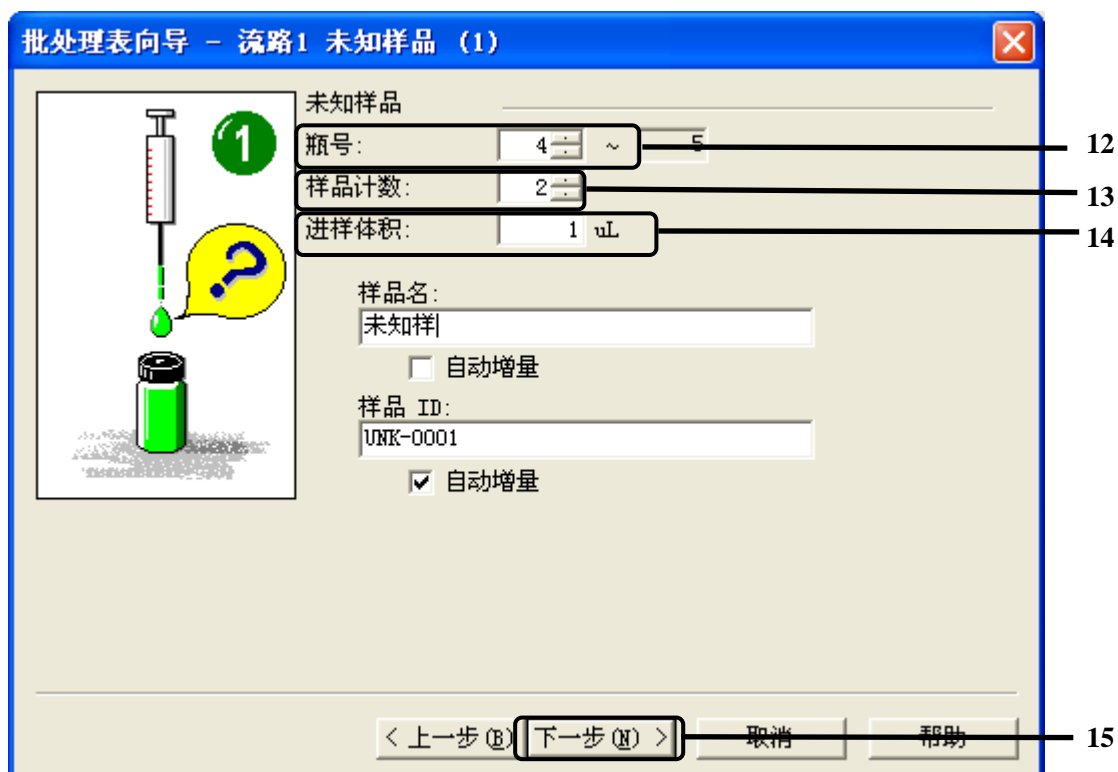 批处理表向导 - 流路1 未知样品 (1)
1
未知样品
瓶号: 4 ~ 5 12
样品计数: 2 13
进样体积: 1 uL 14
样品名:
未知样
自动增量
样品 ID:
UNK-0001
自动增量
< 上一步(B) 下一步(N) > 取消 帮助 15